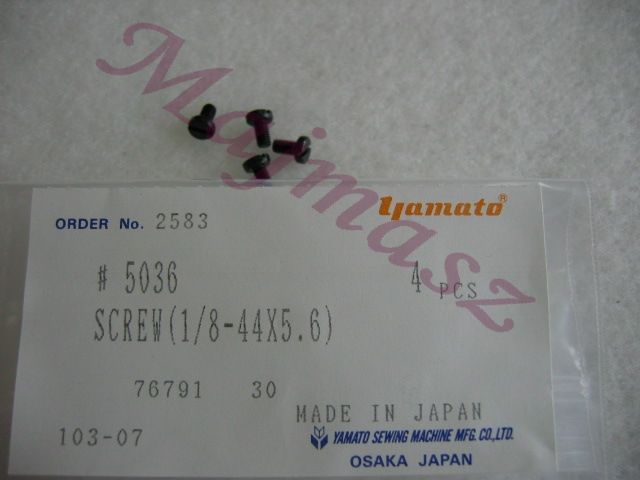 Majmasz
yamato®
ORDER No. 2583
# 5036 4 PCS
SCREW(1/8-44X5.6)
76791 30
MADE IN JAPAN
103-07 YAMATO SEWING MACHINE MFG. CO., LTD.
OSAKA JAPAN